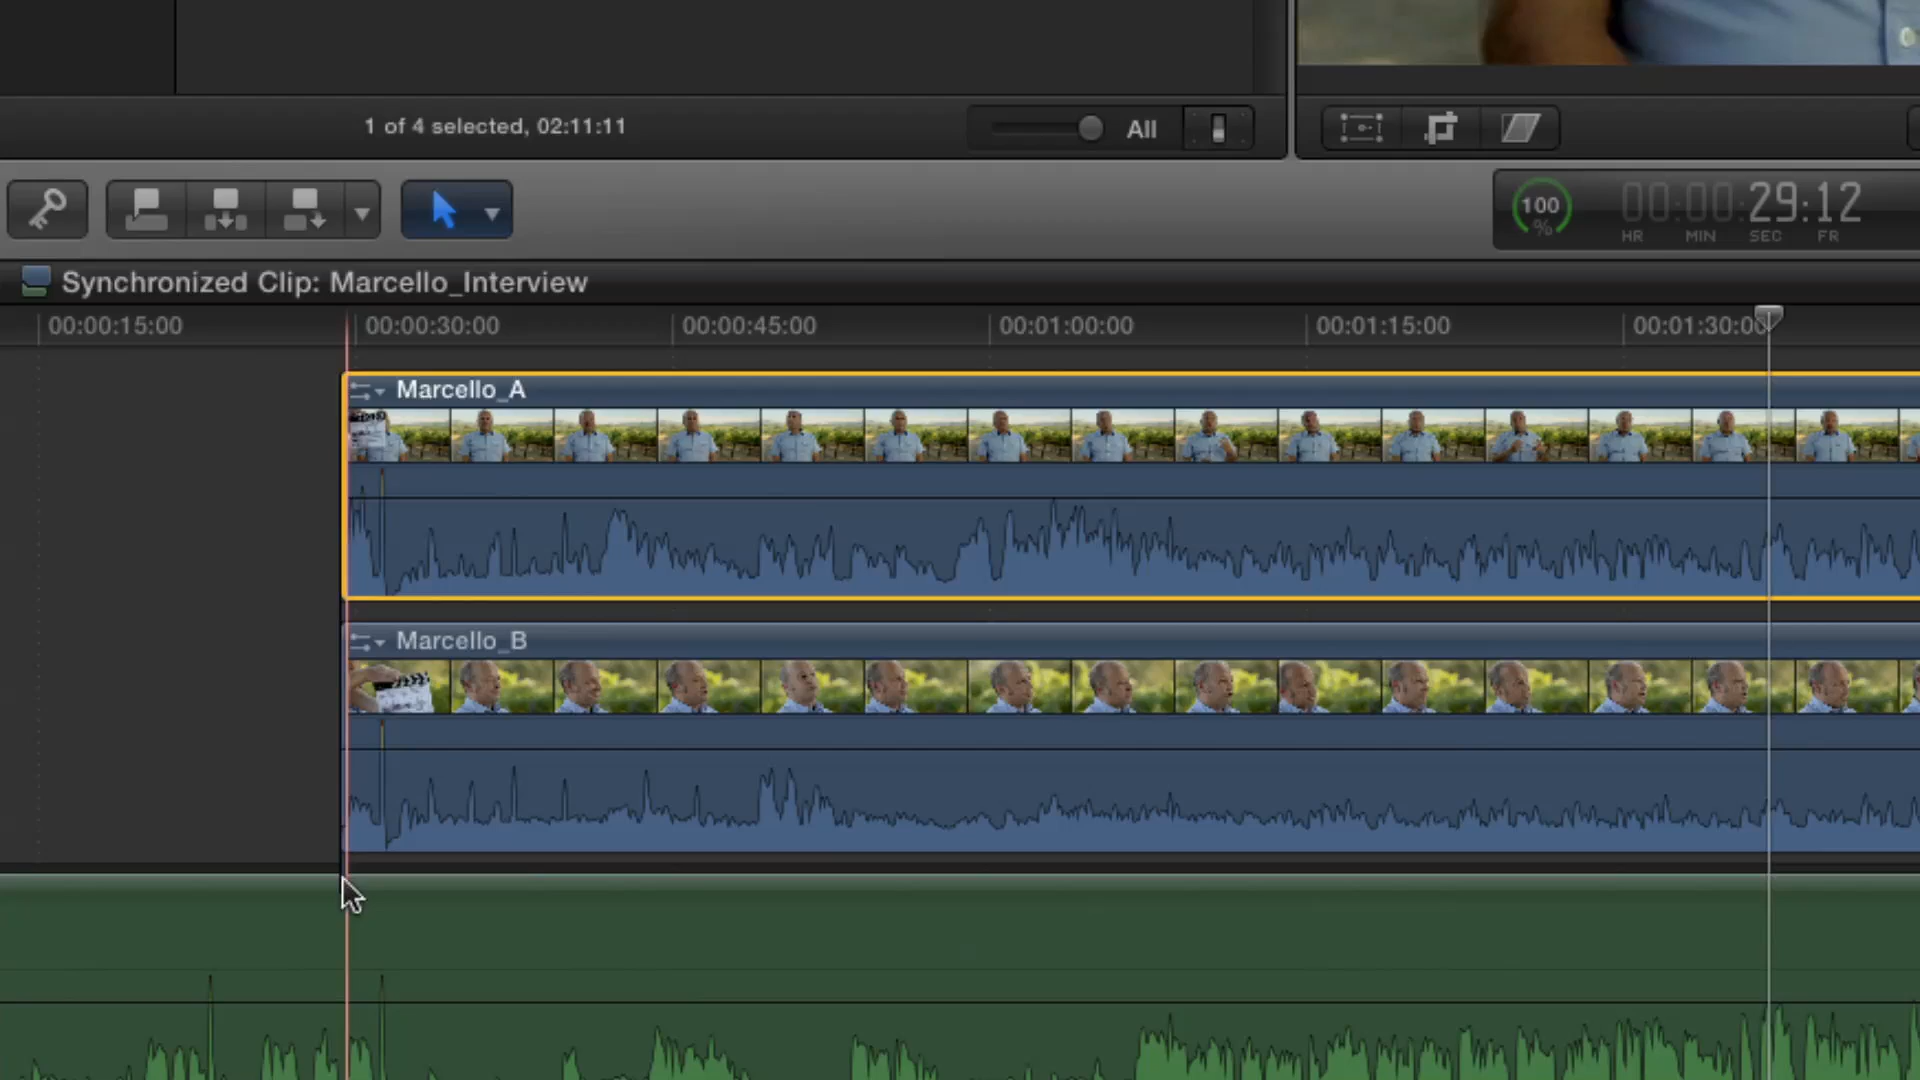 1 of 4 selected, 02:11:11
All
100
%
00:00:29:12
HR MIN SEC FR
Synchronized Clip: Marcello_Interview
00:00:15:00 00:00:30:00 00:00:45:00 00:01:00:00 00:01:15:00 00:01:30:00
Marcello_A
Marcello_B